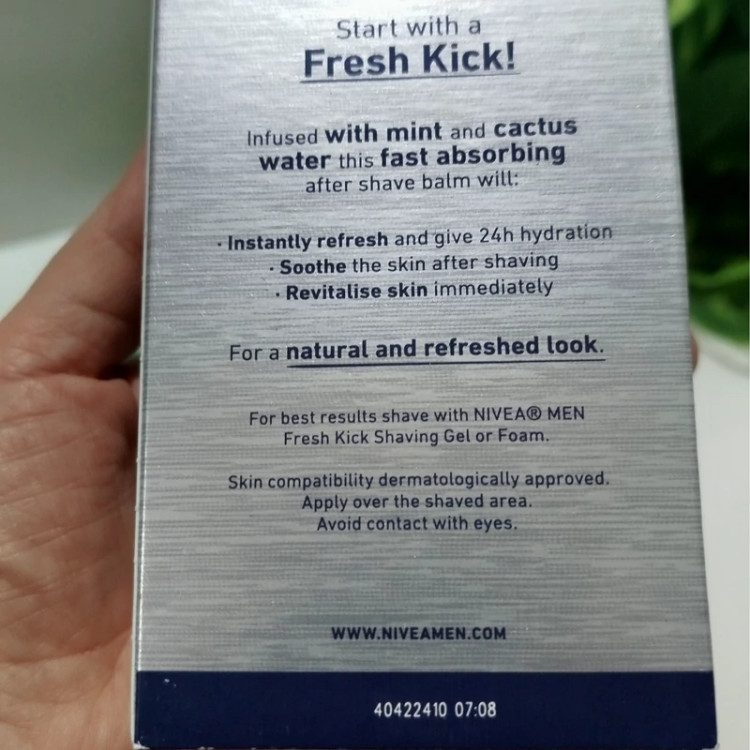 Start with a
Fresh Kick!
Infused with mint and cactus
water this fast absorbing
after shave balm will:
· Instantly refresh and give 24h hydration
· Soothe the skin after shaving
· Revitalise skin immediately
For a natural and refreshed look.
For best results shave with NIVEA® MEN
Fresh Kick Shaving Gel or Foam.
Skin compatibility dermatologically approved.
Apply over the shaved area.
Avoid contact with eyes.
WWW.NIVEAMEN.COM
40422410 07:08